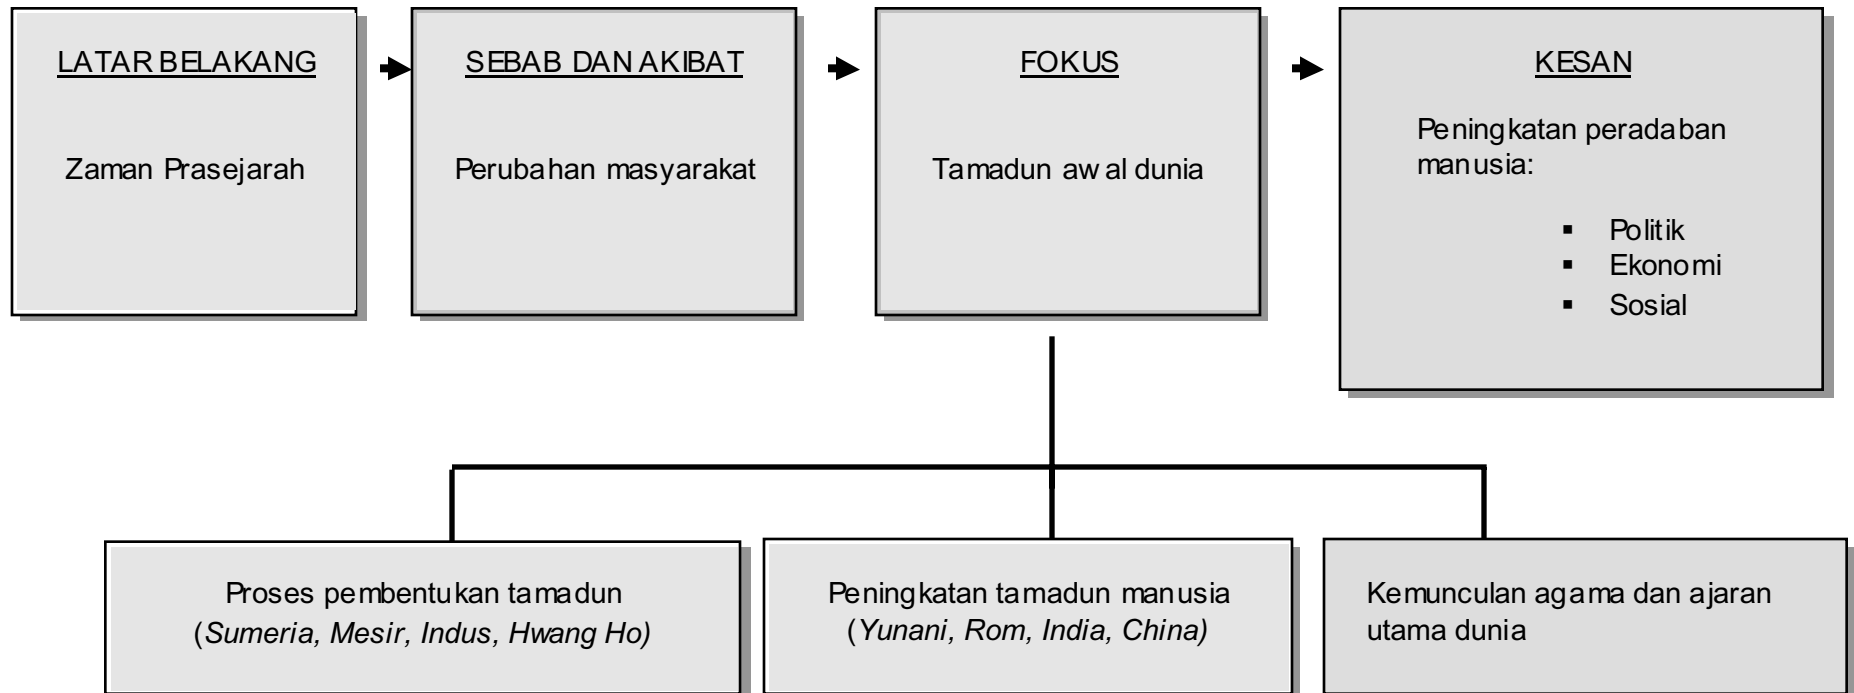 LATAR BELAKANG
Zaman Prasejarah
SEBAB DAN AKIBAT
Perubahan masyarakat
FOKUS
Tamadun awal dunia
KESAN
Peningkatan peradaban
manusia:
▪ Politik
▪ Ekonomi
▪ Sosial
Proses pembentukan tamadun
(Sumeria, Mesir, Indus, Hwang Ho)
Peningkatan tamadun manusia
(Yunani, Rom, India, China)
Kemunculan agama dan ajaran
utama dunia